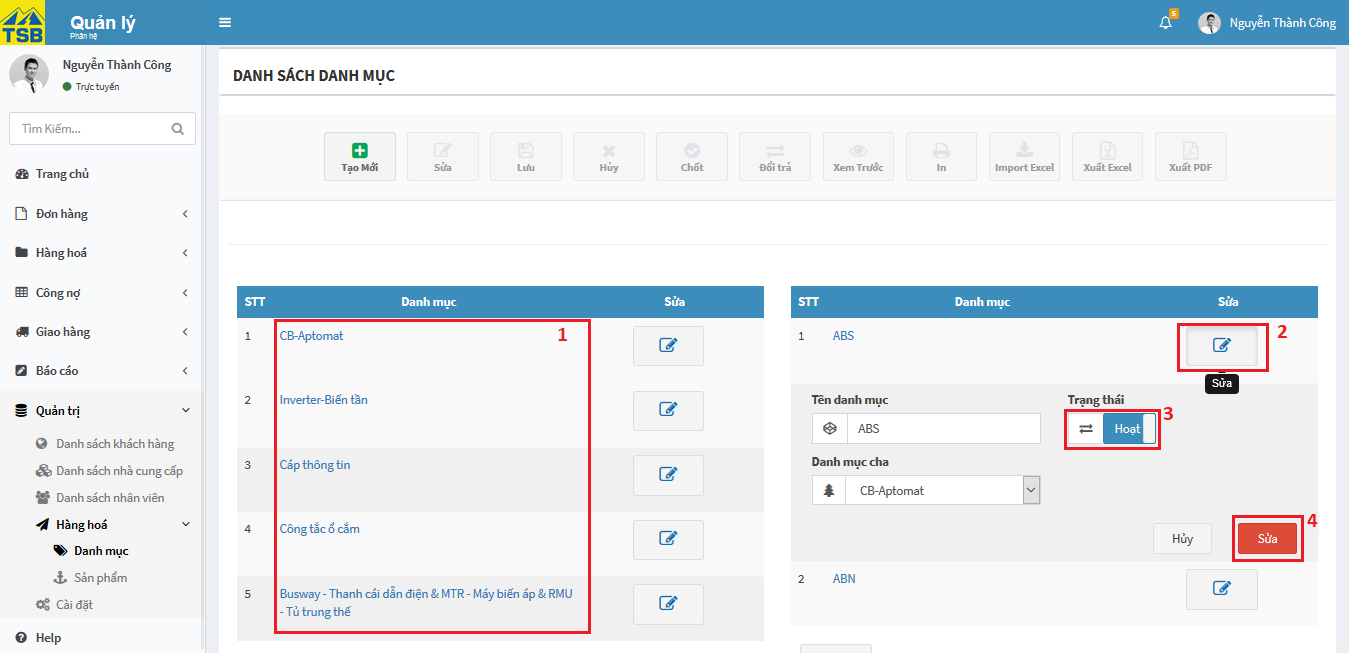 TSB
Quản lý
Phân hệ
5
Nguyễn Thành Công
Nguyễn Thành Công
Trực tuyến
Tìm Kiếm...
Trang chủ
Đơn hàng
Hàng hoá
Công nợ
Giao hàng
Báo cáo
Quản trị
Danh sách khách hàng
Danh sách nhà cung cấp
Danh sách nhân viên
Hàng hoá
Danh mục
Sản phẩm
Cài đặt
Help
DANH SÁCH DANH MỤC
Tạo Mới
Sửa
Lưu
Hủy
Chốt
Đổi trả
Xem Trước
In
Import Excel
Xuất Excel
Xuất PDF
STT Danh mục Sửa
1 CB-Aptomat 1
2 Inverter-Biến tần
3 Cáp thông tin
4 Công tắc ổ cắm
5 Busway - Thanh cái dẫn điện & MTR - Máy biến áp & RMU
- Tủ trung thế
STT Danh mục Sửa
1 ABS 2
Sửa
Tên danh mục Trạng thái
ABS Hoạt 3
Danh mục cha
CB-Aptomat
Hủy Sửa 4
2 ABN